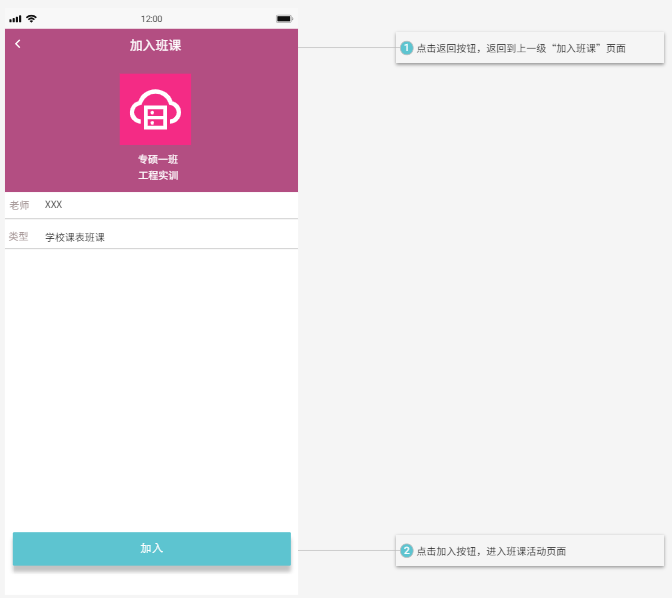 12:00
加入班课
1 点击返回按钮，返回到上一级“加入班课”页面
专硕一班
工程实训
老师 XXX
类型 学校课表班课
加入
2 点击加入按钮，进入班课活动页面